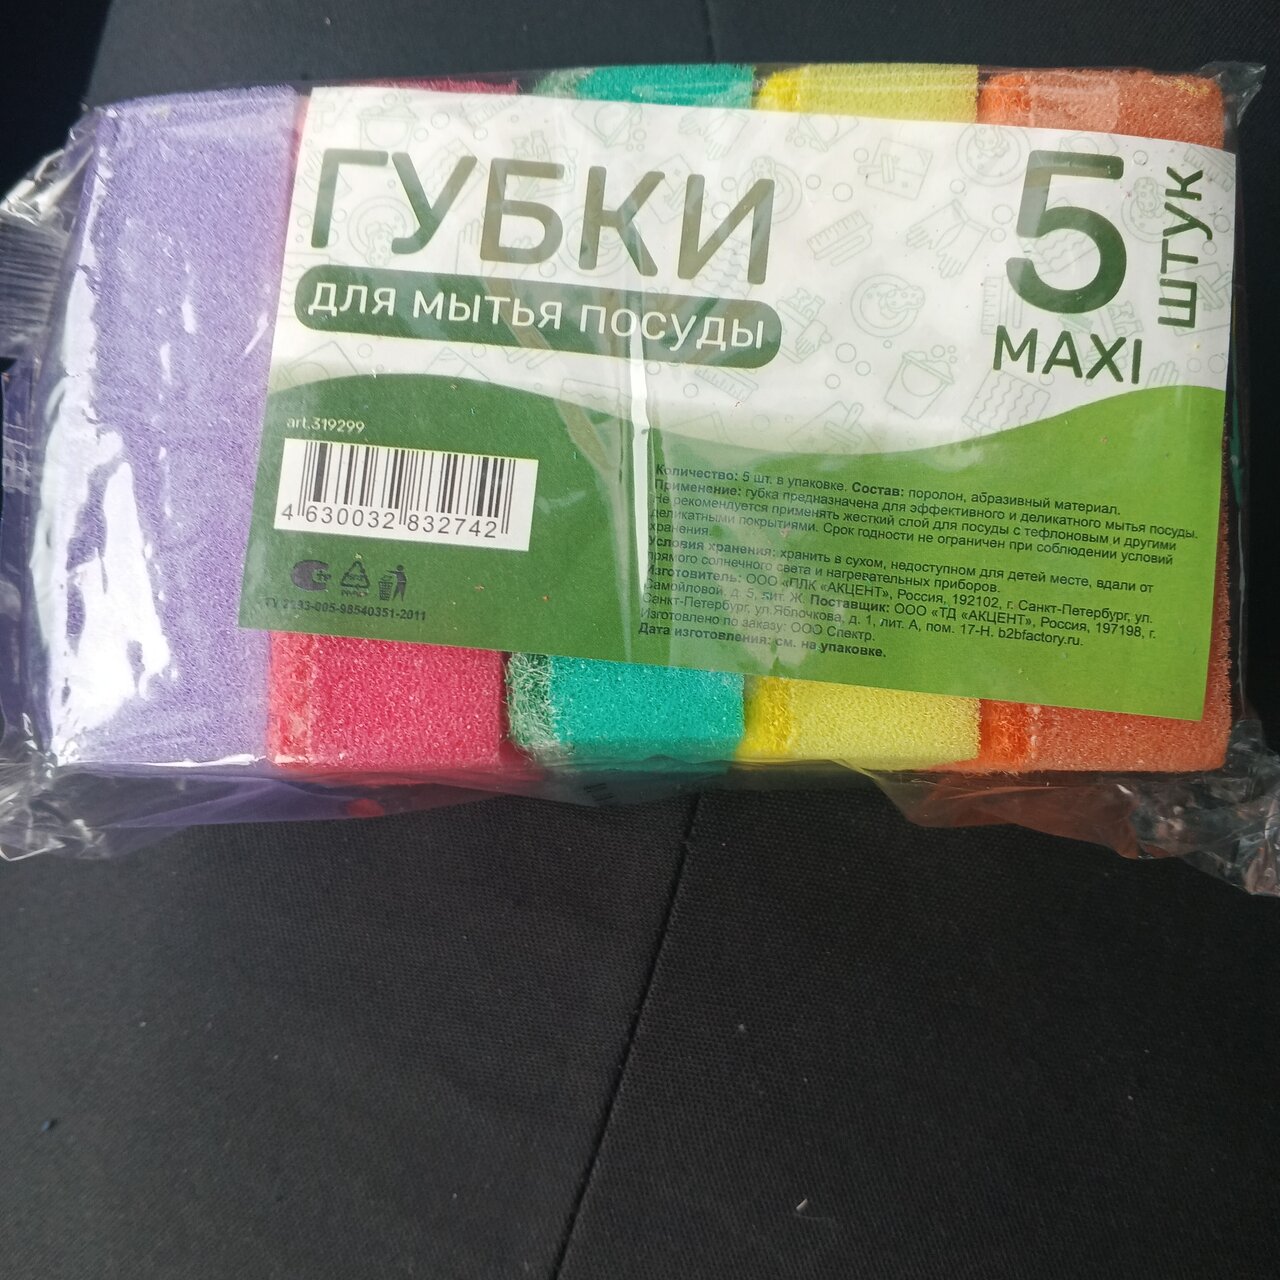 ГУБКИ
для мытья посуды
5
ШТУК
MAXI
art.319299
4 630032 832742
Количество: 5 шт. в упаковке. Состав: поролон, абразивный материал.
Применение: губка предназначена для эффективного и деликатного мытья посуды.
Не рекомендуется применять жесткий слой для посуды с тефлоновым и другими
деликатными покрытиями. Срок годности не ограничен при соблюдении условий
хранения.
Условия хранения: хранить в сухом, недоступном для детей месте, вдали от
прямого солнечного света и нагревательных приборов.
Изготовитель: ООО «ПЛК «АКЦЕНТ», Россия, 192102, г. Санкт-Петербург, ул.
Самойловой, д. 5, лит. Ж. Поставщик: ООО «ТД «АКЦЕНТ», Россия, 197198, г.
Санкт-Петербург, ул.Яблочкова, д. 1, лит. А, пом. 17-Н. b2bfactory.ru.
Изготовлено по заказу: ООО Спектр.
Дата изготовления: см. на упаковке.
ТУ 2293-005-98540351-2011